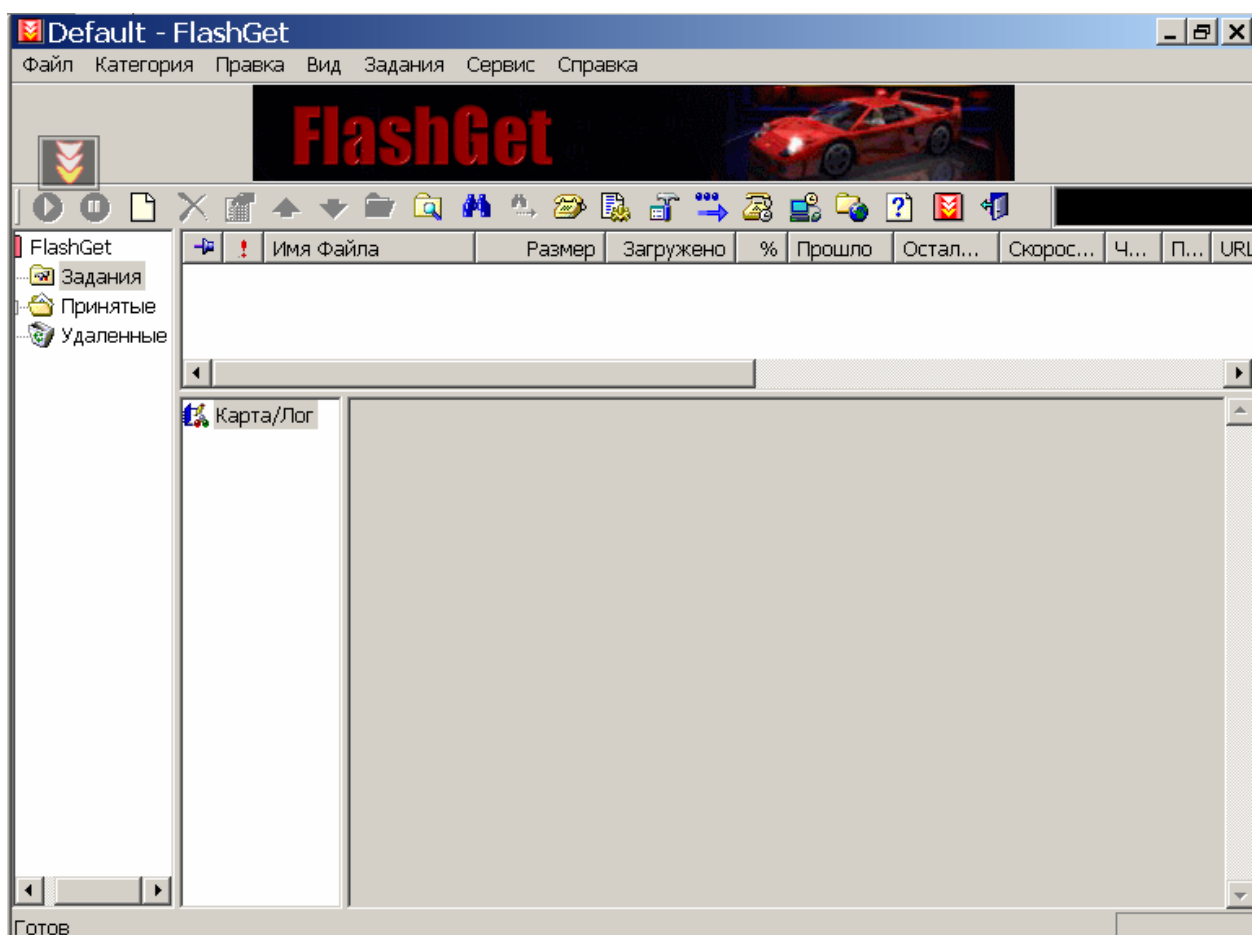 Default - FlashGet
Файл Категория Правка Вид Задания Сервис Справка
FlashGet
FlashGet
Имя Файла Размер Загружено % Прошло Остал... Скорос... Ч... П... URL
Задания
Принятые
Удаленные
Карта/Лог
Готов